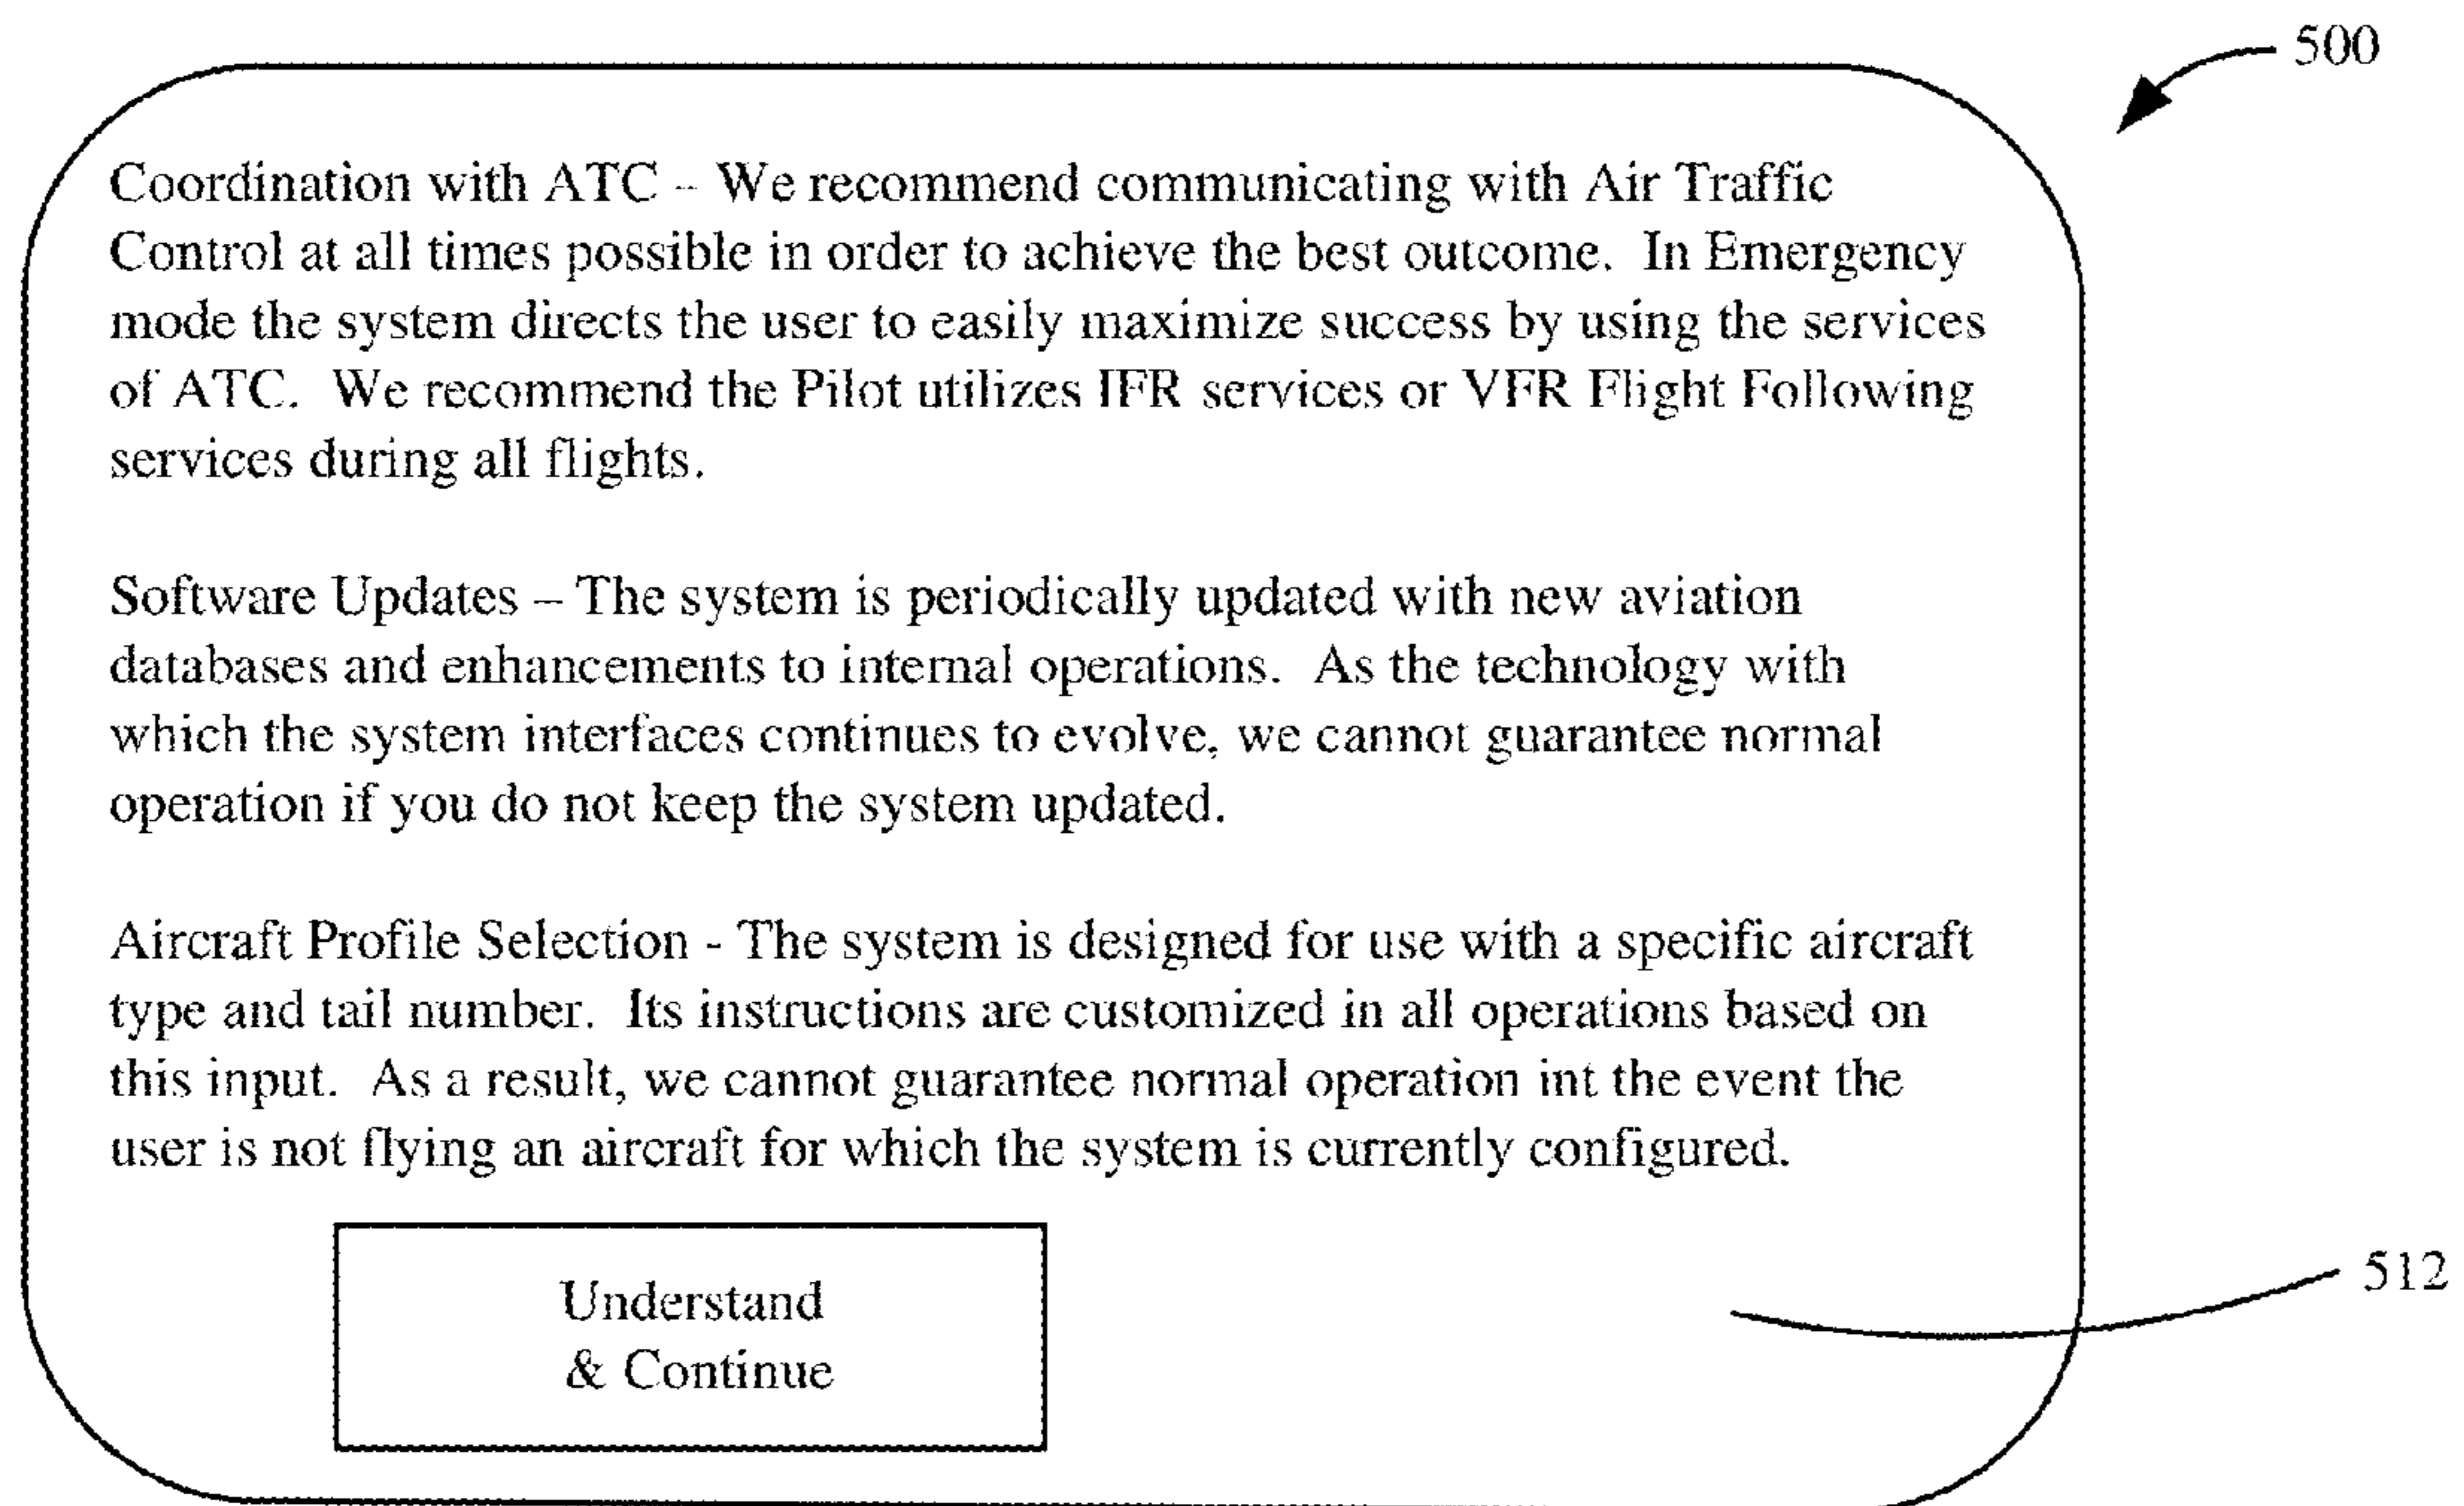 500
Coordination with ATC – We recommend communicating with Air Traffic
Control at all times possible in order to achieve the best outcome.  In Emergency
mode the system directs the user to easily maximize success by using the services
of ATC.  We recommend the Pilot utilizes IFR services or VFR Flight Following
services during all flights.
Software Updates – The system is periodically updated with new aviation
databases and enhancements to internal operations.  As the technology with
which the system interfaces continues to evolve, we cannot guarantee normal
operation if you do not keep the system updated.
Aircraft Profile Selection - The system is designed for use with a specific aircraft
type and tail number.  Its instructions are customized in all operations based on
this input.  As a result, we cannot guarantee normal operation int the event the
user is not flying an aircraft for which the system is currently configured.
512
Understand
& Continue